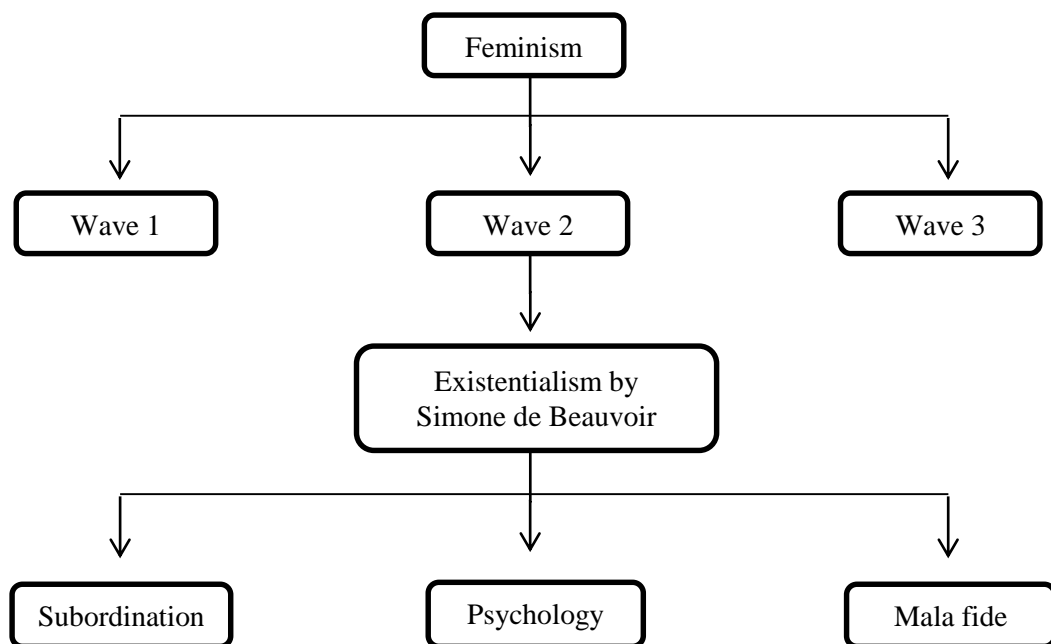 Feminism
Wave 1
Wave 2
Wave 3
Existentialism by
Simone de Beauvoir
Subordination
Psychology
Mala fide